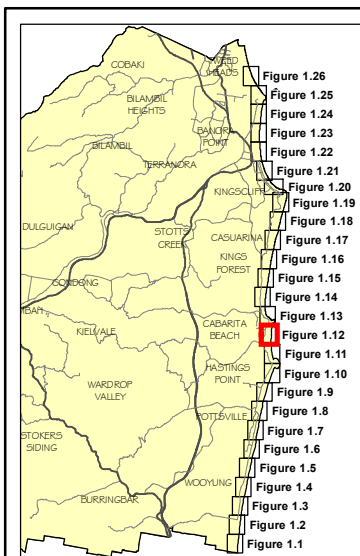 COBAKI
TWEED
HEADS
Figure 1.26
Figure 1.25
BILAMBIL
HEIGHTS
Figure 1.24
BANORA
POINT
Figure 1.23
BILAMBIL
Figure 1.22
TERRANORA
Figure 1.21
KINGSCLIFF
Figure 1.20
Figure 1.19
DULGUIGAN
STOTTS
CREEK
Figure 1.18
CASUARINA
Figure 1.17
KINGS
FOREST
Figure 1.16
Figure 1.15
GONDONG
Figure 1.14
MBAH
Figure 1.13
KIELVALE
CABARITA
BEACH
Figure 1.12
Figure 1.11
HASTINGS
POINT
Figure 1.10
WARDROP
VALLEY
Figure 1.9
POTTSVILLE
Figure 1.8
STOKERS
SIDING
Figure 1.7
Figure 1.6
Figure 1.5
WOOYUNG
Figure 1.4
BURRINGBAR
Figure 1.3
Figure 1.2
Figure 1.1